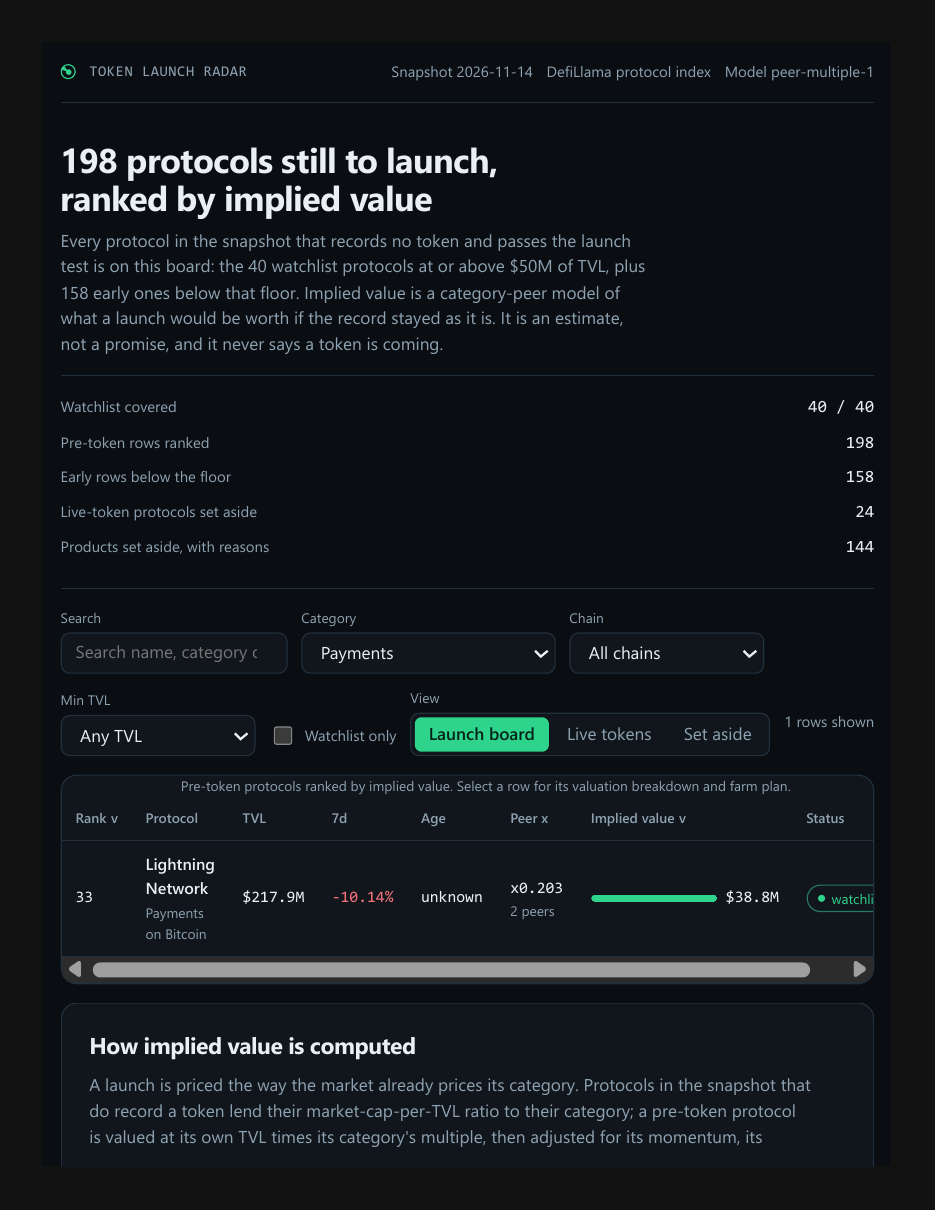 TOKEN LAUNCH RADAR
Snapshot 2026-11-14 DefiLlama protocol index Model peer-multiple-1
198 protocols still to launch,
ranked by implied value
Every protocol in the snapshot that records no token and passes the launch
test is on this board: the 40 watchlist protocols at or above $50M of TVL, plus
158 early ones below that floor. Implied value is a category-peer model of
what a launch would be worth if the record stayed as it is. It is an estimate,
not a promise, and it never says a token is coming.
Watchlist covered 40 / 40
Pre-token rows ranked 198
Early rows below the floor 158
Live-token protocols set aside 24
Products set aside, with reasons 144
Search Category Chain
Search name, category Payments All chains
Min TVL View
Any TVL Watchlist only Launch board Live tokens Set aside 1 rows shown
Pre-token protocols ranked by implied value. Select a row for its valuation breakdown and farm plan.
Rank v Protocol TVL 7d Age Peer x Implied value v Status
33 Lightning Network $217.9M -10.14% unknown x0.203 $38.8M watchli
Payments on Bitcoin 2 peers
How implied value is computed
A launch is priced the way the market already prices its category. Protocols in the snapshot that
do record a token lend their market-cap-per-TVL ratio to their category; a pre-token protocol
is valued at its own TVL times its category's multiple, then adjusted for its momentum, its